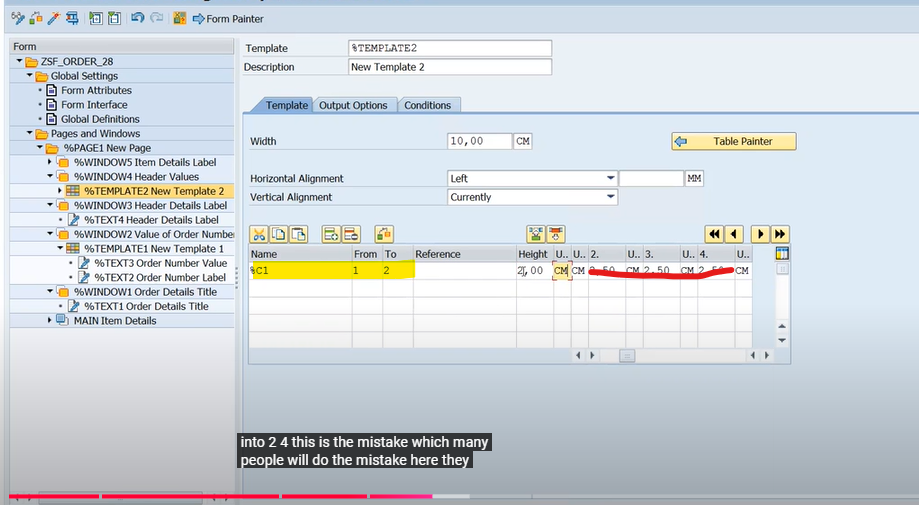 Form Painter
Form
ZSF_ORDER_28
Global Settings
Form Attributes
Form Interface
Global Definitions
Pages and Windows
%PAGE1 New Page
%WINDOW5 Item Details Label
%WINDOW4 Header Values
%TEMPLATE2 New Template 2
%WINDOW3 Header Details Label
%TEXT4 Header Details Label
%WINDOW2 Value of Order Number
%TEMPLATE1 New Template 1
%TEXT3 Order Number Value
%TEXT2 Order Number Label
%WINDOW1 Order Details Title
%TEXT1 Order Details Title
MAIN Item Details
Template %TEMPLATE2
Description New Template 2
Template Output Options Conditions
Width 10,00 CM Table Painter
Horizontal Alignment Left MM
Vertical Alignment Currently
Name From To Reference Height U.. U.. 2. U.. 3. U.. 4. U..
%C1 1 2 2,00 CM CM 2,50 CM 2,50 CM 2,50 CM
into 2 4 this is the mistake which many
people will do the mistake here they